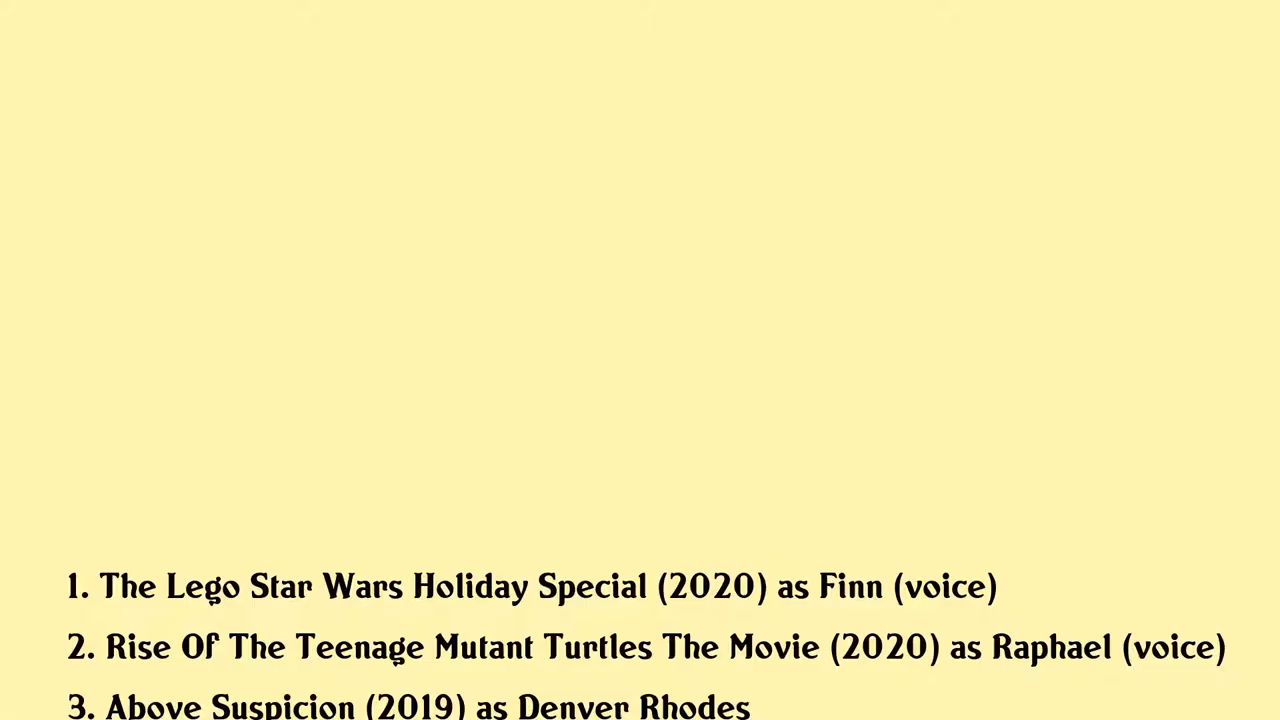 1. The Lego Star Wars Holiday Special (2020) as Finn (voice)
2. Rise Of The Teenage Mutant Turtles The Movie (2020) as Raphael (voice)
3. Above Suspicion (2019) as Denver Rhodes